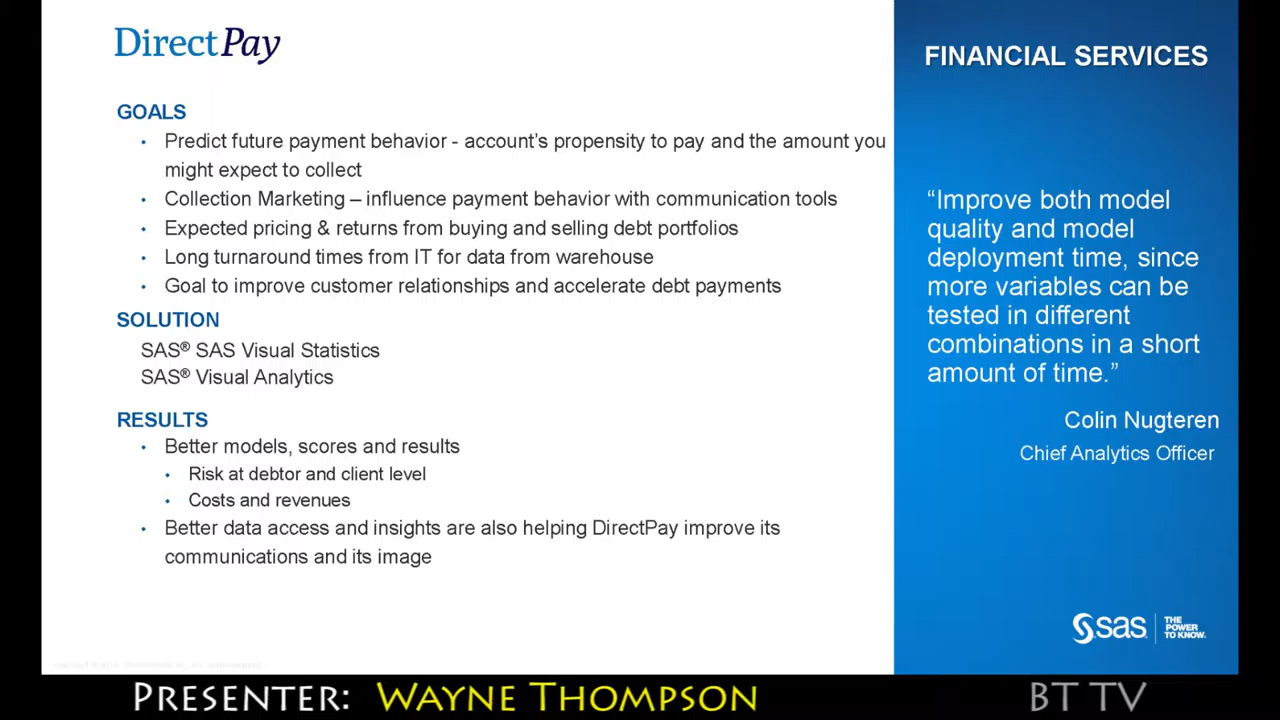 DirectPay
FINANCIAL SERVICES
GOALS
• Predict future payment behavior - account's propensity to pay and the amount you
might expect to collect
• Collection Marketing – influence payment behavior with communication tools
• Expected pricing & returns from buying and selling debt portfolios
• Long turnaround times from IT for data from warehouse
• Goal to improve customer relationships and accelerate debt payments
SOLUTION
SAS® SAS Visual Statistics
SAS® Visual Analytics
RESULTS
• Better models, scores and results
• Risk at debtor and client level
• Costs and revenues
• Better data access and insights are also helping DirectPay improve its
communications and its image
“Improve both model
quality and model
deployment time, since
more variables can be
tested in different
combinations in a short
amount of time.”
Colin Nugteren
Chief Analytics Officer
sas
THE
POWER
TO KNOW.
PRESENTER: WAYNE THOMPSON
BT TV